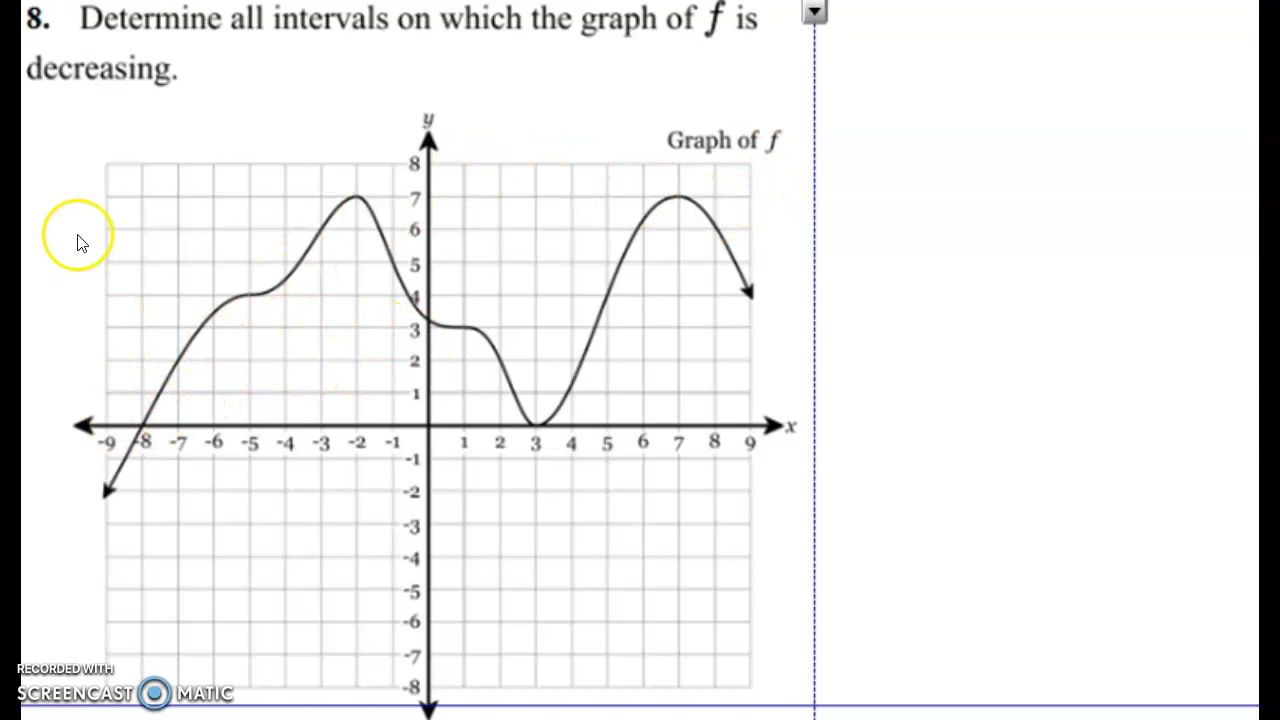 8. Determine all intervals on which the graph of f is
decreasing.
y
Graph of f
8
7
6
5
4
3
2
1
-9 -8 -7 -6 -5 -4 -3 -2 -1 1 2 3 4 5 6 7 8 9 x
-1
-2
-3
-4
-5
-6
-7
-8
RECORDED WITH
SCREENCAST MATIC